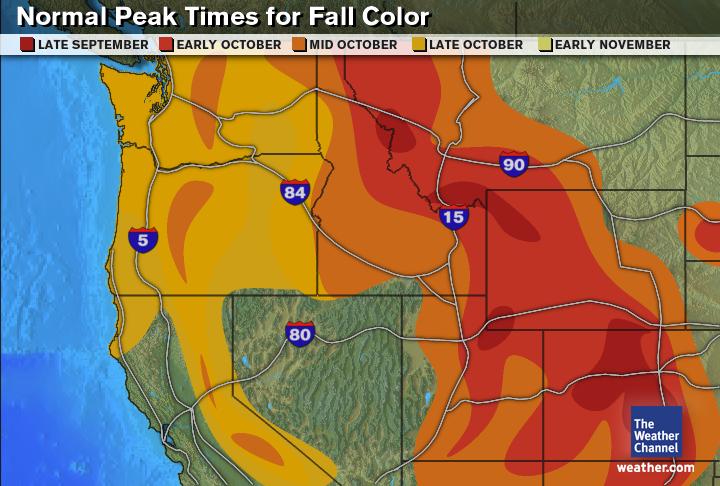 Normal Peak Times for Fall Color
LATE SEPTEMBER EARLY OCTOBER MID OCTOBER LATE OCTOBER EARLY NOVEMBER
90
84
15
5
80
The
Weather
Channel
weather.com